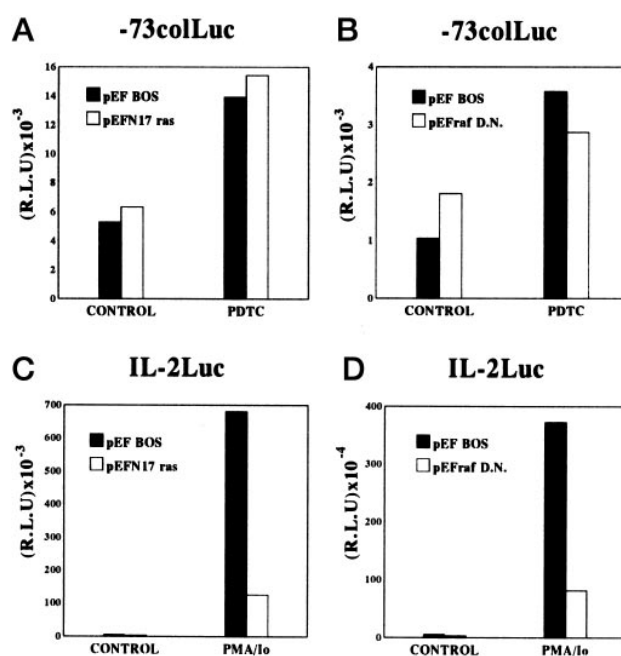 A
-73colLuc
(R.L.U)x10-3
16
14
12
10
8
6
4
2
0
pEF BOS
pEFN17 ras
CONTROL
PDTC
B
-73colLuc
(R.L.U)x10-3
4
3
2
1
0
pEF BOS
pEFraf D.N.
CONTROL
PDTC
C
IL-2Luc
(R.L.U)x10-3
700
600
500
400
300
200
100
0
pEF BOS
pEFN17 ras
CONTROL
PMA/Io
D
IL-2Luc
(R.L.U)x10-4
400
300
100
0
pEF BOS
pEFraf D.N.
CONTROL
PMA/Io